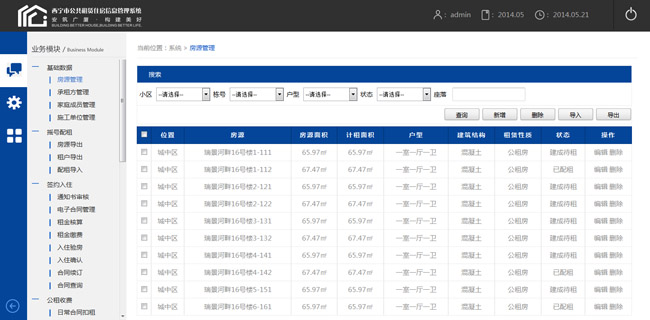 西宁市公共租赁住房信息管理系统
安筑广厦·构建美好
BUILDING BETTER HOUSE, BUILDING BETTER LIFE.
: admin : 2014.05 : 2014.05.21
业务模块 / Business Module
基础数据
房源管理
承租方管理
家庭成员管理
施工单位管理
摇号配租
房源导出
租户导出
配租导入
签约入住
通知书审核
电子合同管理
租金核算
租金缴费
入住验房
入住确认
合同续订
合同查询
公租收费
日常合同扣租
当前位置：系统 > 房源管理
搜索
小区 --请选择-- 栋号 --请选择-- 户型 --请选择-- 状态 --请选择-- 座落
查询 新增 删除 导入 导出
位置 房源 房源面积 计租面积 户型 建筑结构 租赁性质 状态 操作
城中区 瑞景河畔16号楼1-111 65.97㎡ 65.97㎡ 一室一厅一卫 混凝土 公租房 建成待租 编辑 删除
城中区 瑞景河畔16号楼1-112 67.47㎡ 67.47㎡ 一室一厅一卫 混凝土 公租房 已配租 编辑 删除
城中区 瑞景河畔16号楼2-121 65.97㎡ 65.97㎡ 一室一厅一卫 混凝土 公租房 建成待租 编辑 删除
城中区 瑞景河畔16号楼2-122 67.47㎡ 67.47㎡ 一室一厅一卫 混凝土 公租房 已配租 编辑 删除
城中区 瑞景河畔16号楼3-131 65.97㎡ 65.97㎡ 一室一厅一卫 混凝土 公租房 建成待租 编辑 删除
城中区 瑞景河畔16号楼3-132 67.47㎡ 67.47㎡ 一室一厅一卫 混凝土 公租房 建成待租 编辑 删除
城中区 瑞景河畔16号楼4-141 65.97㎡ 65.97㎡ 一室一厅一卫 混凝土 公租房 建成待租 编辑 删除
城中区 瑞景河畔16号楼4-142 67.47㎡ 67.47㎡ 一室一厅一卫 混凝土 公租房 已配租 编辑 删除
城中区 瑞景河畔16号楼5-151 65.97㎡ 65.97㎡ 一室一厅一卫 混凝土 公租房 建成待租 编辑 删除
城中区 瑞景河畔16号楼6-161 65.97㎡ 65.97㎡ 一室一厅一卫 混凝土 公租房 已配租 编辑 删除